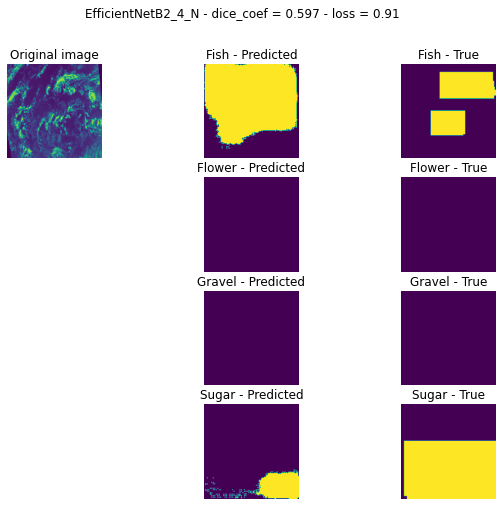 EfficientNetB2_4_N - dice_coef = 0.597 - loss = 0.91
Original image
Fish - Predicted
Fish - True
Flower - Predicted
Flower - True
Gravel - Predicted
Gravel - True
Sugar - Predicted
Sugar - True